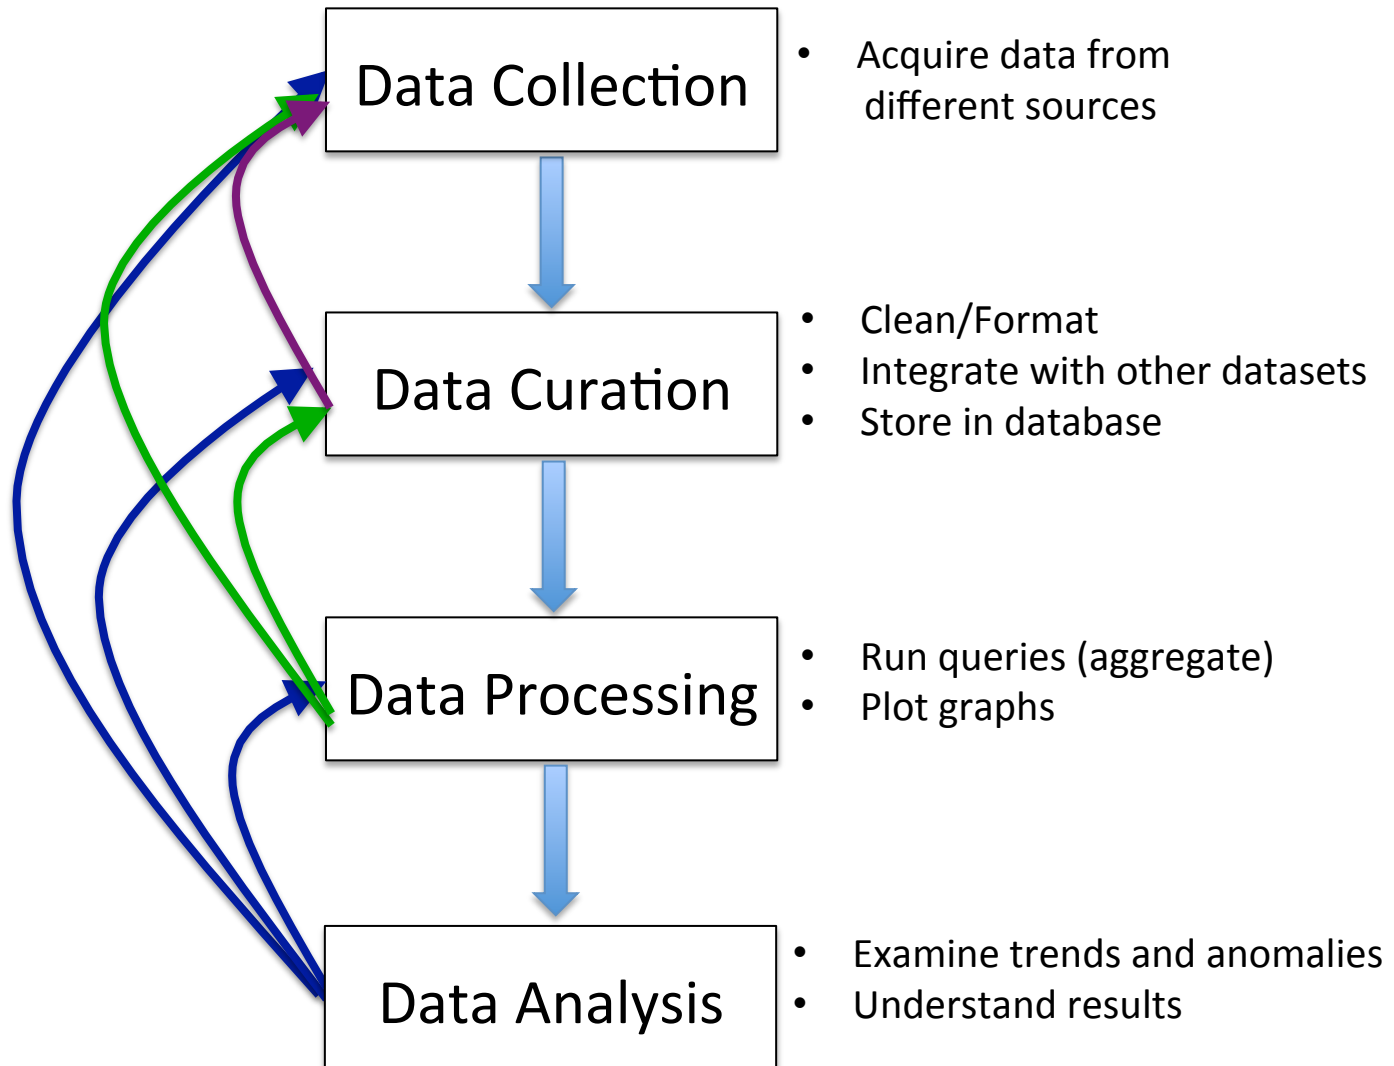 Data Collection
• Acquire data from
different sources
Data Curation
• Clean/Format
• Integrate with other datasets
• Store in database
Data Processing
• Run queries (aggregate)
• Plot graphs
Data Analysis
• Examine trends and anomalies
• Understand results